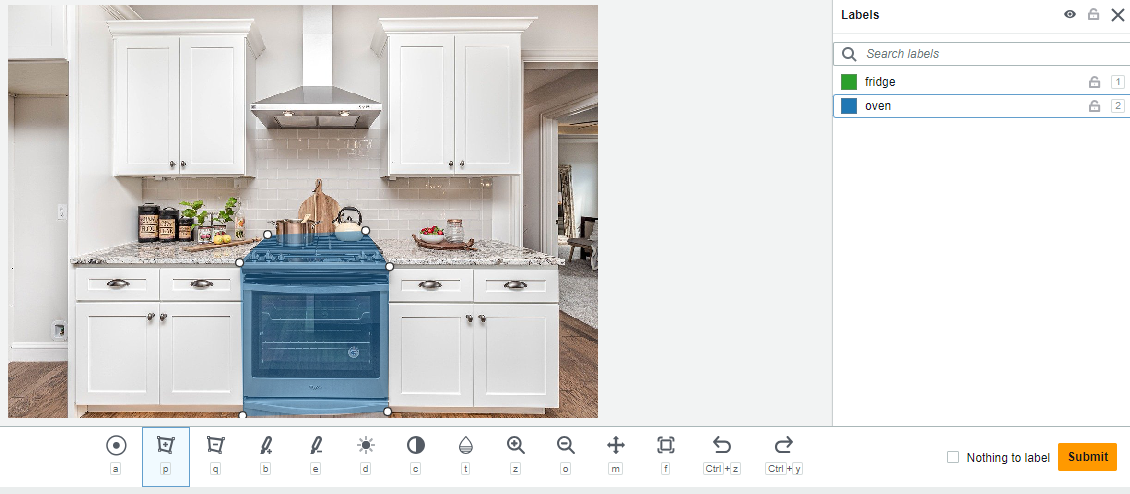 Labels
Search labels
fridge 1
oven 2
a p q b e d c t z o m f Ctrl+z Ctrl+y
Nothing to label Submit